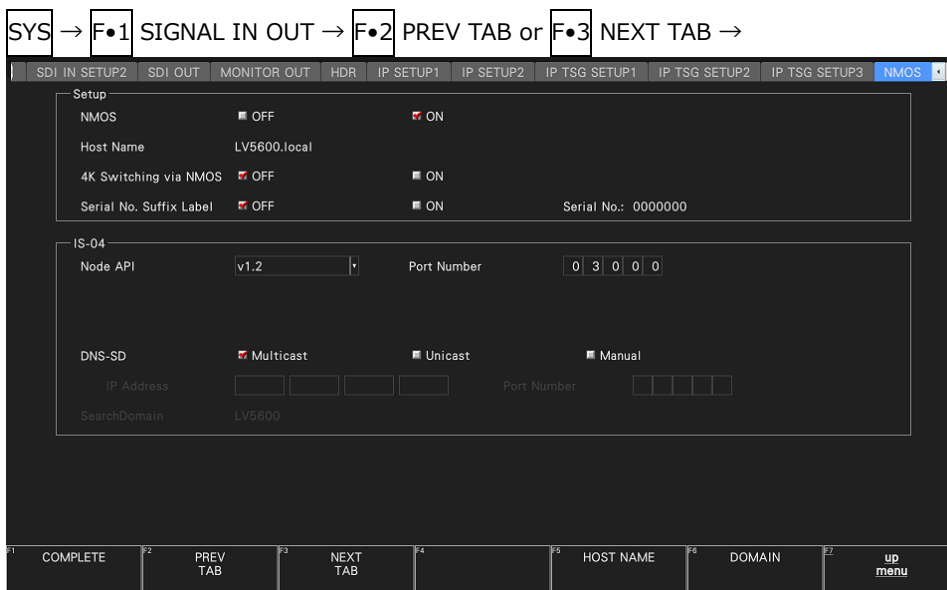 SYS → F•1 SIGNAL IN OUT → F•2 PREV TAB or F•3 NEXT TAB →
SDI IN SETUP2 SDI OUT MONITOR OUT HDR IP SETUP1 IP SETUP2 IP TSG SETUP1 IP TSG SETUP2 IP TSG SETUP3 NMOS
Setup
NMOS OFF ON
Host Name LV5600.local
4K Switching via NMOS OFF ON
Serial No. Suffix Label OFF ON Serial No.: 0000000
IS-04
Node API v1.2 Port Number 0 3 0 0 0
DNS-SD Multicast Unicast Manual
IP Address Port Number
SearchDomain LV5600
F1 COMPLETE F2 PREV F3 NEXT F4 F5 HOST NAME F6 DOMAIN F7 up
TAB TAB menu